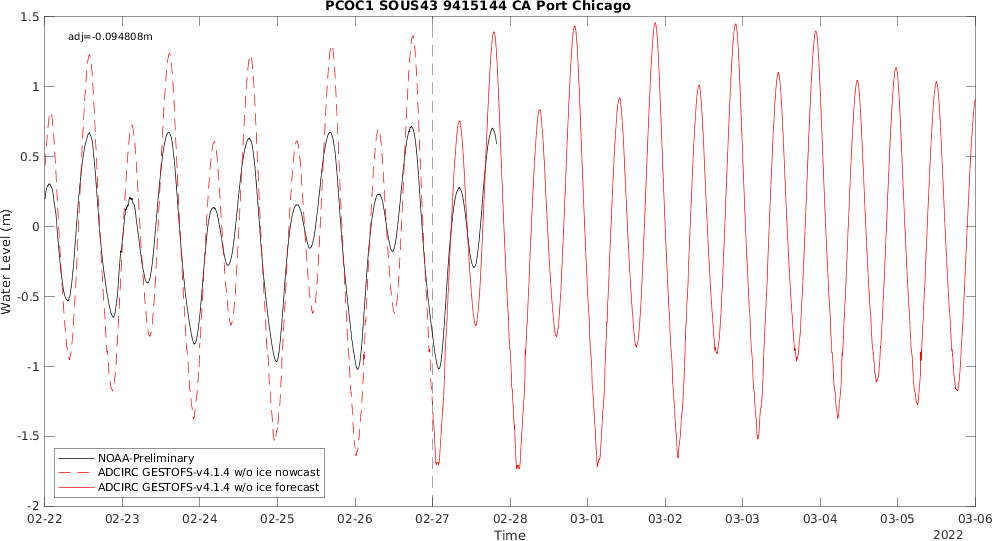 PCOC1 SOUS43 9415144 CA Port Chicago
adj=-0.094808m
1.5
1
0.5
0
-0.5
-1
-1.5
-2
Water Level (m)
NOAA-Preliminary
ADCIRC GESTOFS-v4.1.4 w/o ice nowcast
ADCIRC GESTOFS-v4.1.4 w/o ice forecast
02-22 02-23 02-24 02-25 02-26 02-27 02-28 03-01 03-02 03-03 03-04 03-05 03-06
Time
2022